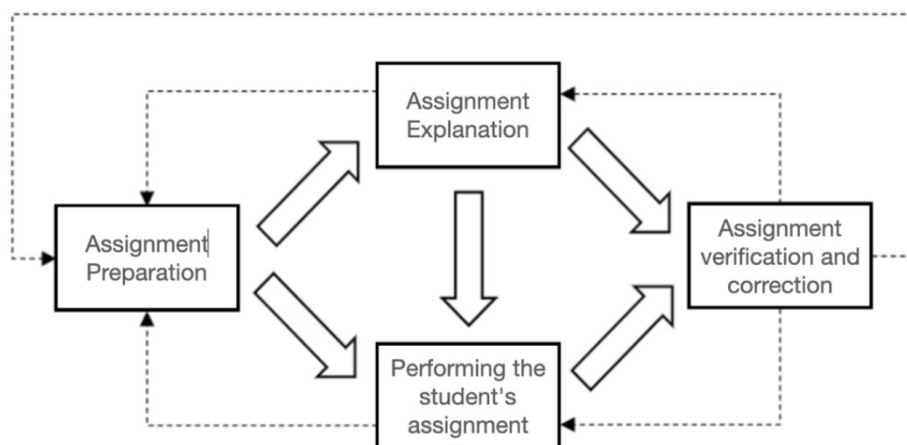 Assignment
Explanation
Assignment
Preparation
Assignment
verification and
correction
Performing the
student's
assignment